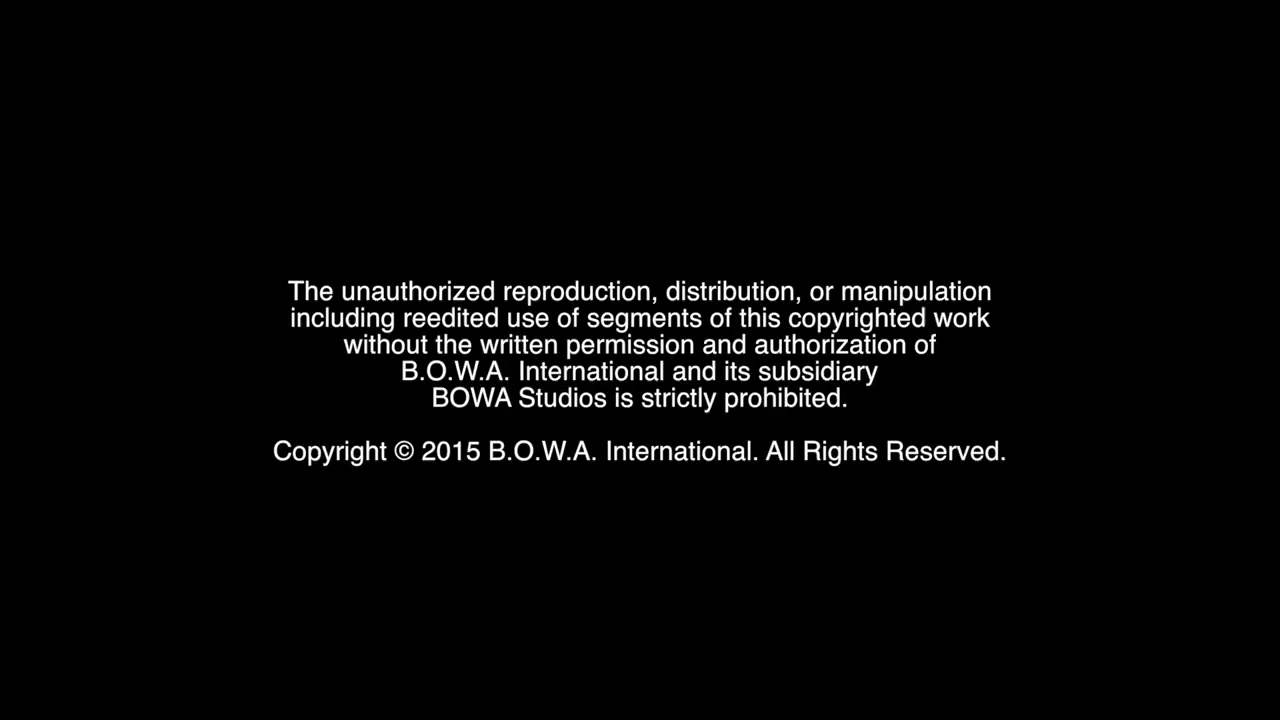 The unauthorized reproduction, distribution, or manipulation
including reedited use of segments of this copyrighted work
without the written permission and authorization of
B.O.W.A. International and its subsidiary
BOWA Studios is strictly prohibited.
Copyright © 2015 B.O.W.A. International. All Rights Reserved.